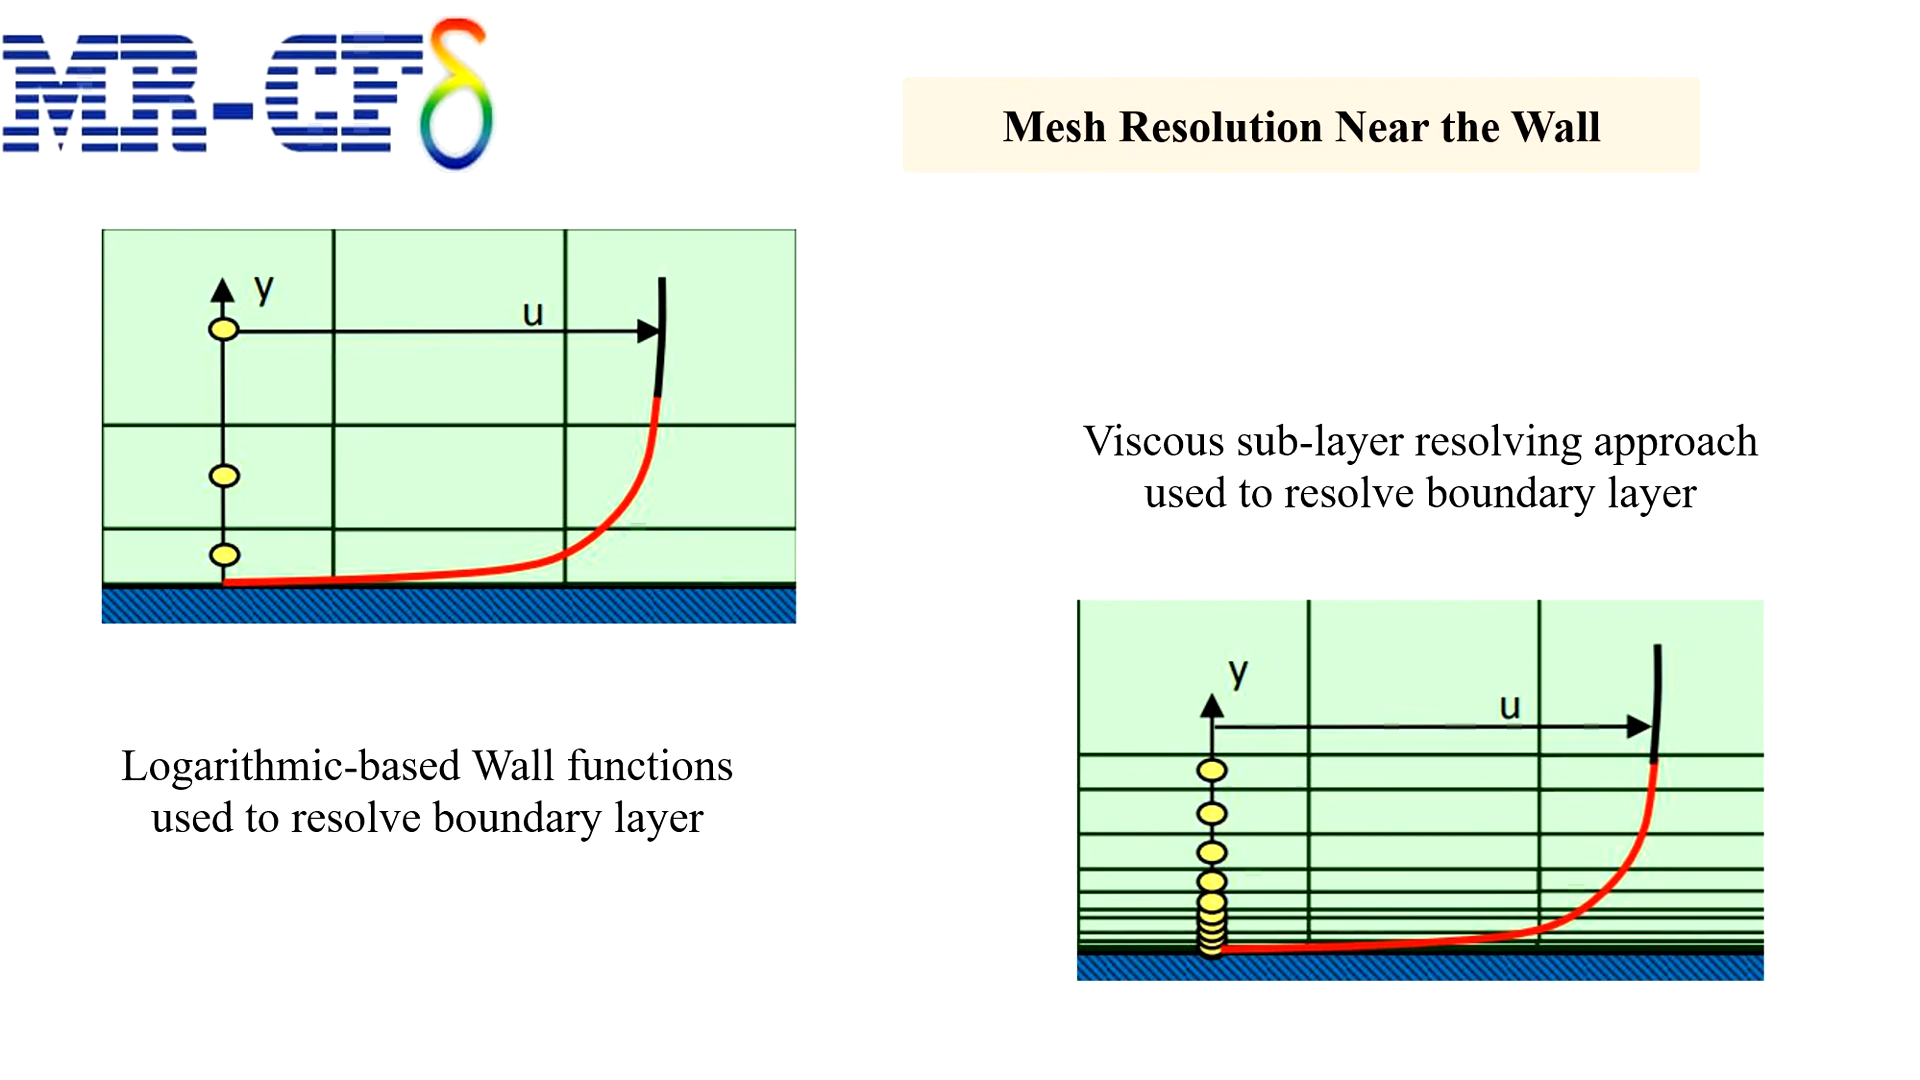 MR-CFδ
Mesh Resolution Near the Wall
y
u
Logarithmic-based Wall functions
used to resolve boundary layer
Viscous sub-layer resolving approach
used to resolve boundary layer
y
u